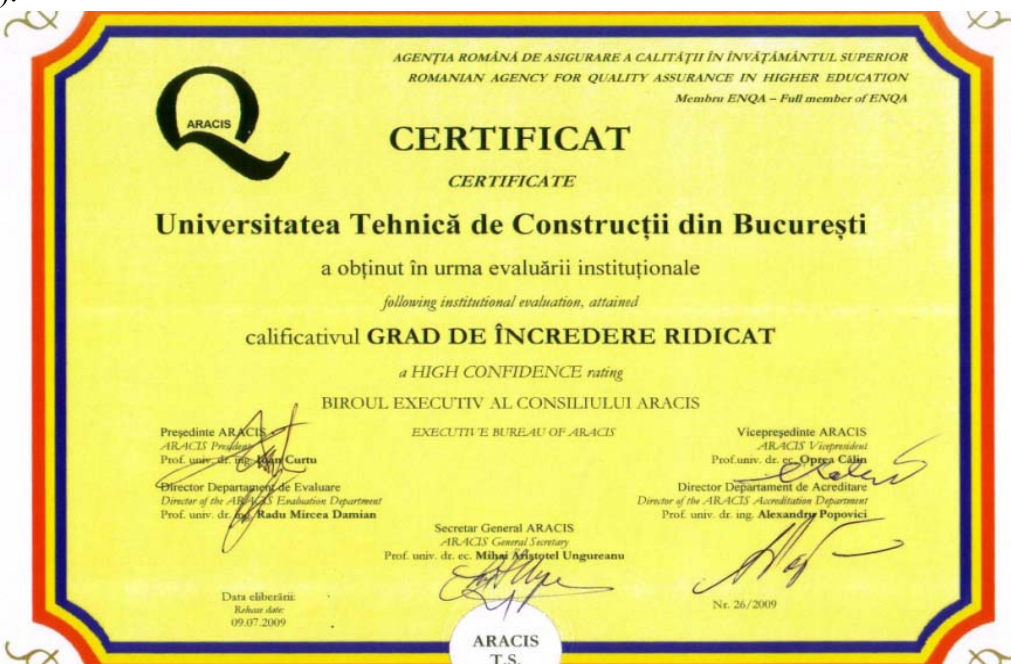 ).
AGENȚIA ROMÂNĂ DE ASIGURARE A CALITĂȚII ÎN ÎNVĂȚĂMÂNTUL SUPERIOR
ROMANIAN AGENCY FOR QUALITY ASSURANCE IN HIGHER EDUCATION
Membru ENQA – Full member of ENQA
ARACIS
CERTIFICAT
CERTIFICATE
Universitatea Tehnică de Construcții din București
a obținut în urma evaluării instituționale
following institutional evaluation, attained
calificativul GRAD DE ÎNCREDERE RIDICAT
a HIGH CONFIDENCE rating
BIROUL EXECUTIV AL CONSILIULUI ARACIS
EXECUTIVE BUREAU OF ARACIS
Președinte ARACIS
ARACIS President
Prof. univ. dr. ing. Ioan Curtu
Director Departament de Evaluare
Director of the ARACIS Evaluation Department
Prof. univ. dr. ing. Radu Mircea Damian
Vicepreședinte ARACIS
ARACIS Vicepresident
Prof.univ. dr. ec. Oprea Călin
Director Departament de Acreditare
Director of the ARACIS Accreditation Department
Prof. univ. dr. ing. Alexandru Popovici
Secretar General ARACIS
ARACIS General Secretary
Prof. univ. dr. ec. Mihai Aristotel Ungureanu
Data eliberării:
Release date:
09.07.2009
Nr. 26/2009
ARACIS
T.S.